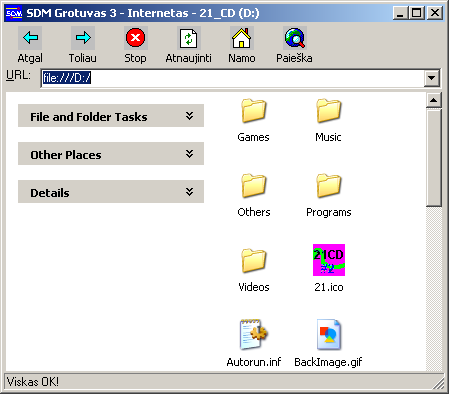 SDM Grotuvas 3 - Internetas - 21_CD (D:)
Atgal Toliau Stop Atnaujinti Namo Paieška
URL: file:///D:/
File and Folder Tasks
Other Places
Details
Games Music
Others Programs
21CD
#2
Videos 21.ico
Autorun.inf BackImage.gif
Viskas OK!